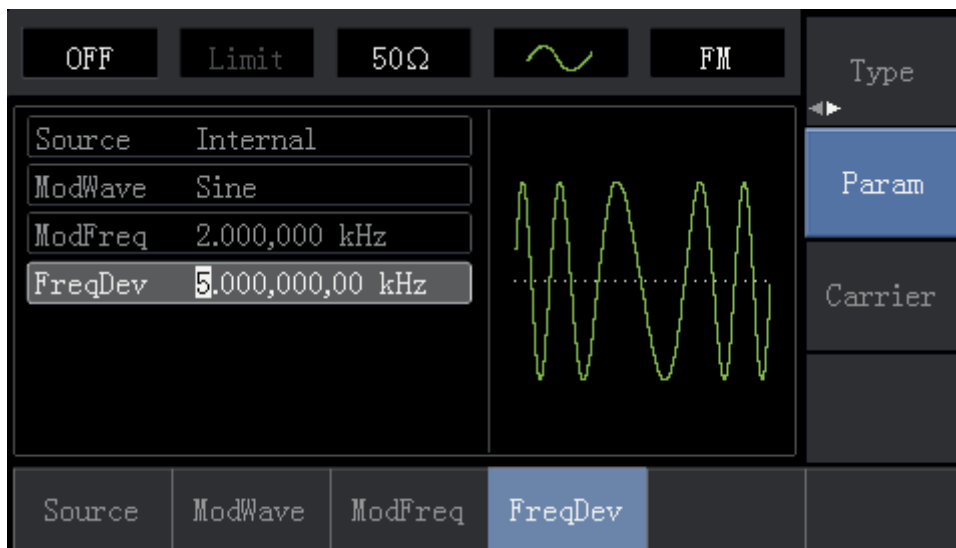 OFF Limit 50Ω FM
Type
Source Internal
ModWave Sine
ModFreq 2.000,000 kHz
FreqDev 5.000,000,00 kHz
Param
Carrier
Source ModWave ModFreq FreqDev